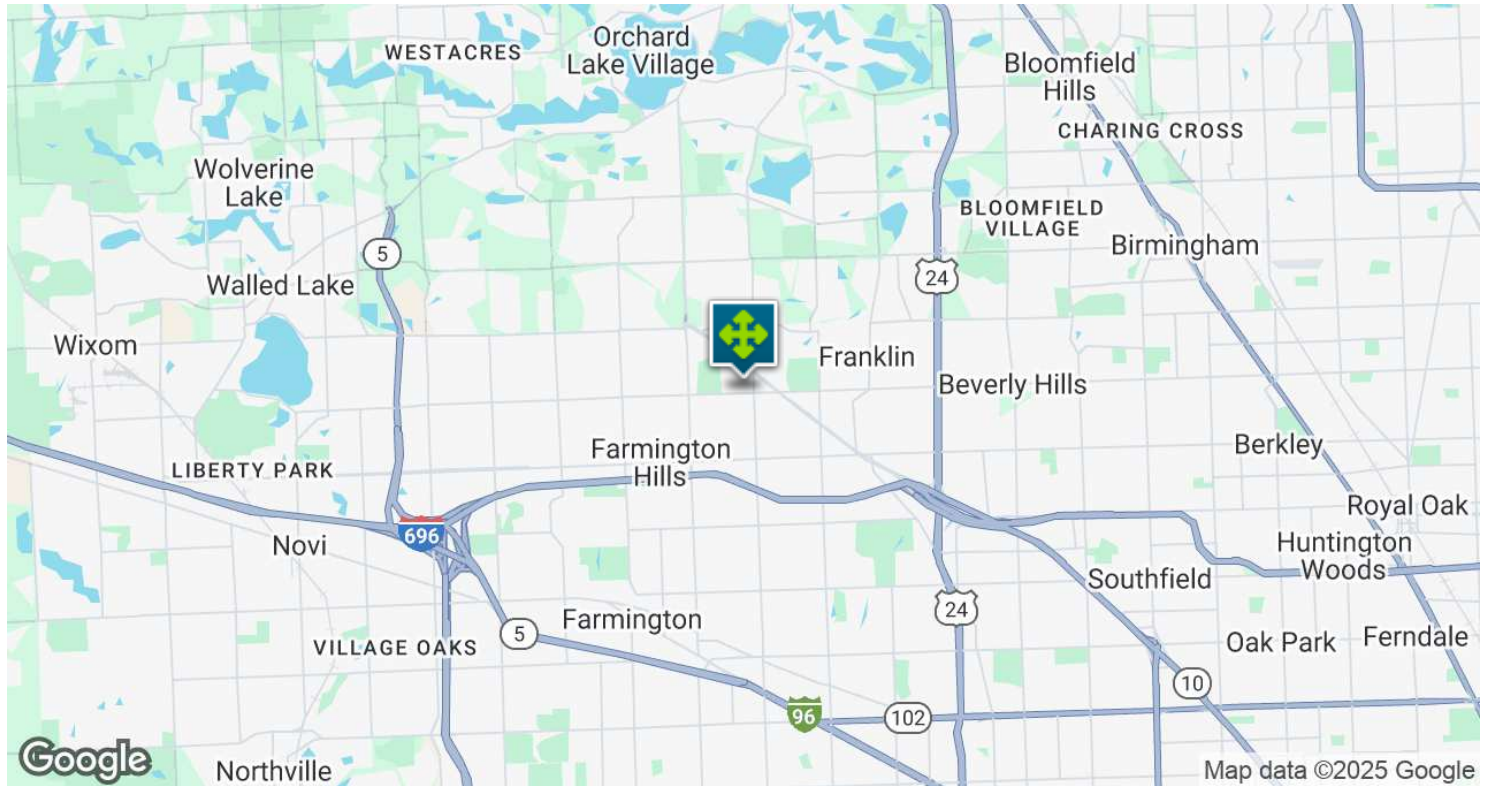 WESTACRES
Orchard
Lake Village
Bloomfield
Hills
CHARING CROSS
Wolverine
Lake
BLOOMFIELD
VILLAGE
Birmingham
5
Walled Lake
24
Wixom
Franklin
Beverly Hills
Farmington
Hills
Berkley
LIBERTY PARK
Royal Oak
696
Novi
Huntington
Woods
Southfield
24
Farmington
5
VILLAGE OAKS
Oak Park
Ferndale
10
96
102
Google
Northville
Map data ©2025 Google